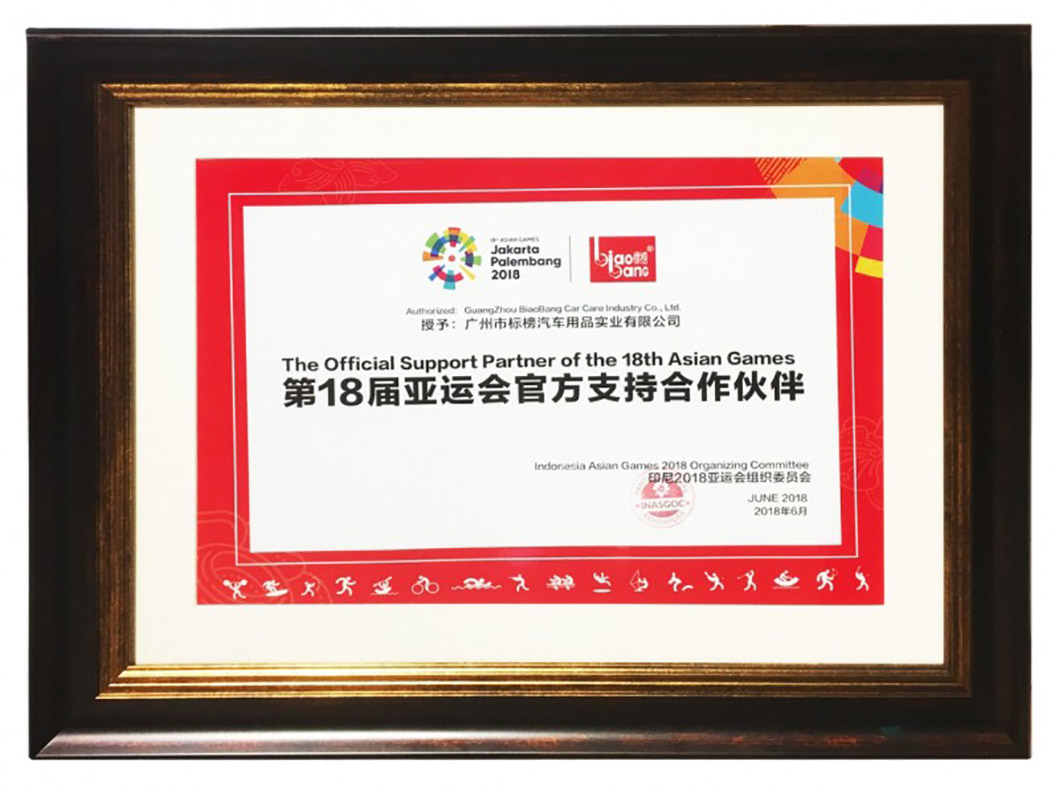 18th ASIAN GAMES
Jakarta
Palembang
2018
biao 標榜®
bang
Authorized: GuangZhou BiaoBang Car Care Industry Co., Ltd.
授予：广州市标榜汽车用品实业有限公司
The Official Support Partner of the 18th Asian Games
第18届亚运会官方支持合作伙伴
Indonesia Asian Games 2018 Organizing Committee
印尼2018亚运会组织委员会
INASGOC
JUNE 2018
2018年6月